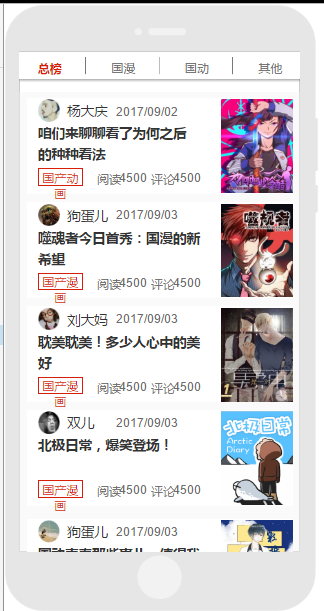 总榜 国漫 国动 其他
杨大庆 2017/09/02
咱们来聊聊看了为何之后
的种种看法
国产动
画
阅读4500 评论4500
狗蛋儿 2017/09/03
噬魂者今日首秀：国漫的新
希望
国产漫
画
阅读4500 评论4500
噬极者
刘大妈 2017/09/03
耽美耽美！多少人心中的美
好
国产漫
画
阅读4500 评论4500
1
双儿 2017/09/03
北极日常，爆笑登场！
国产漫
画
阅读4500 评论4500
北极日常
Arctic
Diary
狗蛋儿 2017/09/03